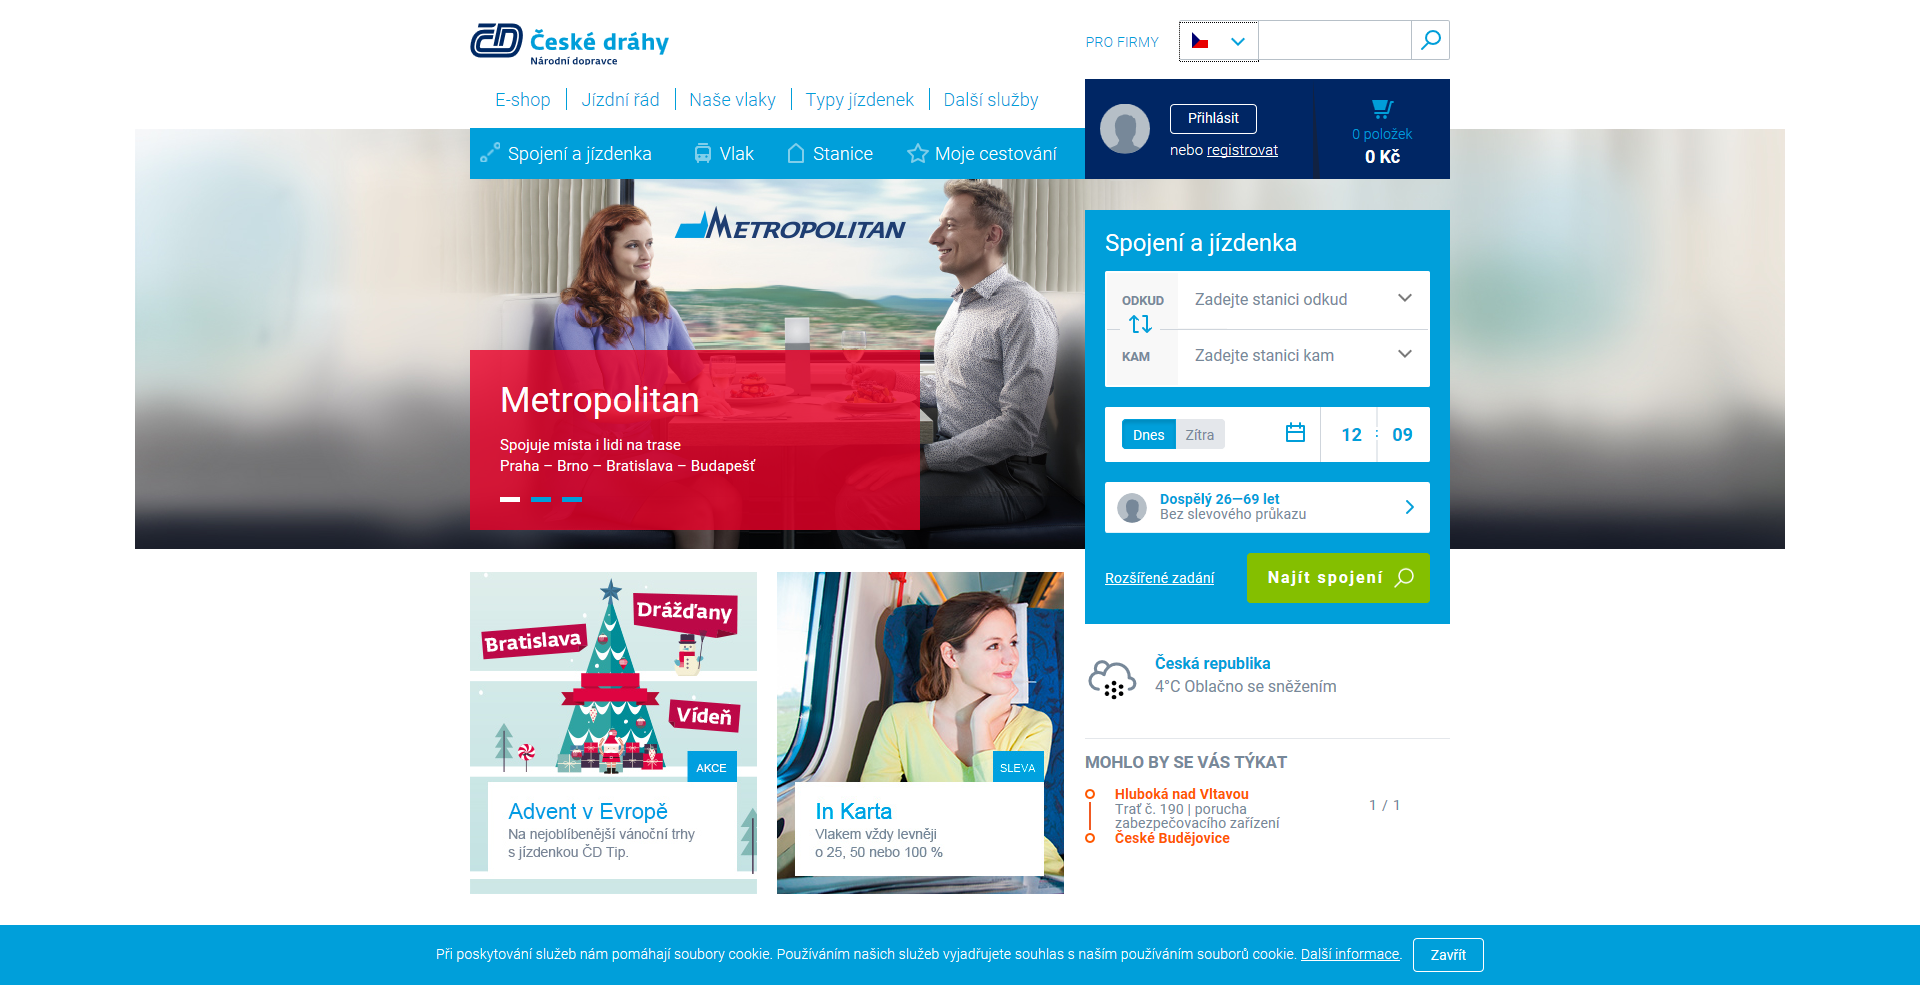 ČD České dráhy
Národní dopravce
PRO FIRMY
E-shop
Jízdní řád
Naše vlaky
Typy jízdenek
Další služby
Přihlásit
nebo registrovat
0 položek
0 Kč
Spojení a jízdenka
Vlak
Stanice
Moje cestování
METROPOLITAN
Metropolitan
Spojuje místa i lidi na trase
Praha – Brno – Bratislava – Budapešť
Spojení a jízdenka
ODKUD
Zadejte stanici odkud
KAM
Zadejte stanici kam
Dnes
Zítra
12 : 09
Dospělý 26—69 let
Bez slevového průkazu
Rozšířené zadání
Najít spojení
Drážďany
Bratislava
Vídeň
AKCE
Advent v Evropě
Na nejoblíbenější vánoční trhy
s jízdenkou ČD Tip.
SLEVA
In Karta
Vlakem vždy levněji
o 25, 50 nebo 100 %
Česká republika
4°C Oblačno se sněžením
MOHLO BY SE VÁS TÝKAT
Hluboká nad Vltavou
Trať č. 190 | porucha
zabezpečovacího zařízení
České Budějovice
1 / 1
Při poskytování služeb nám pomáhají soubory cookie. Používáním našich služeb vyjadřujete souhlas s naším používáním souborů cookie. Další informace.
Zavřít